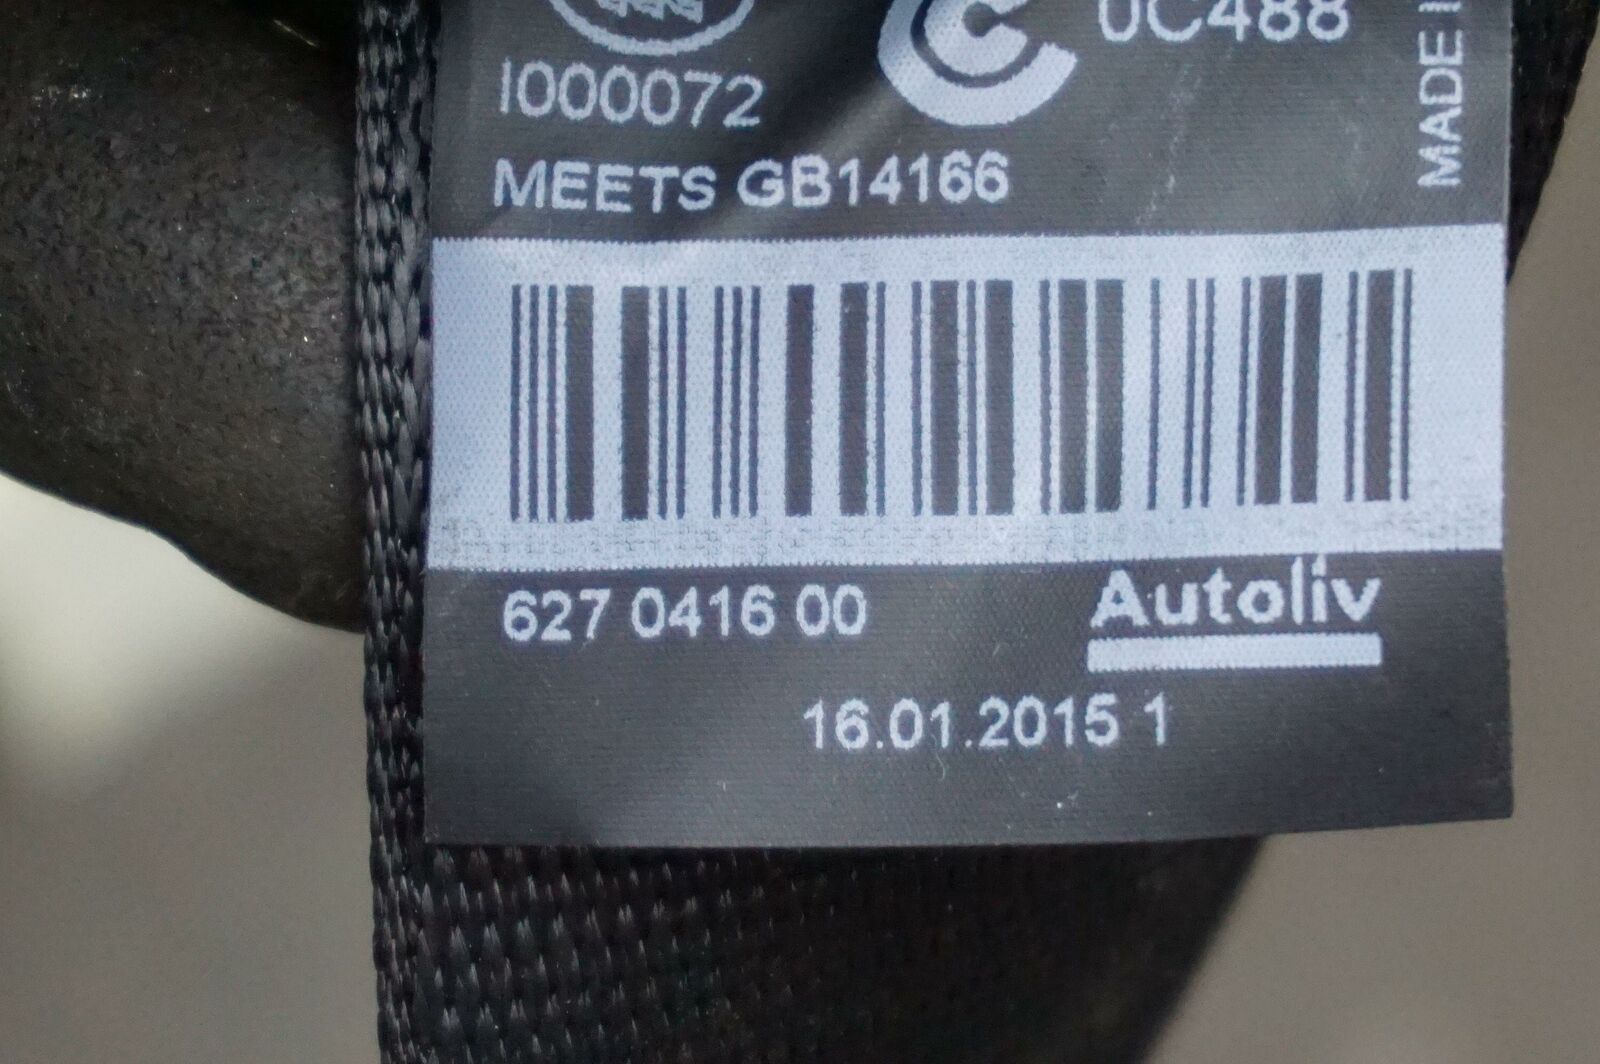 0C488
I000072
MADE I
MEETS GB14166
627 0416 00
Autoliv
16.01.2015 1